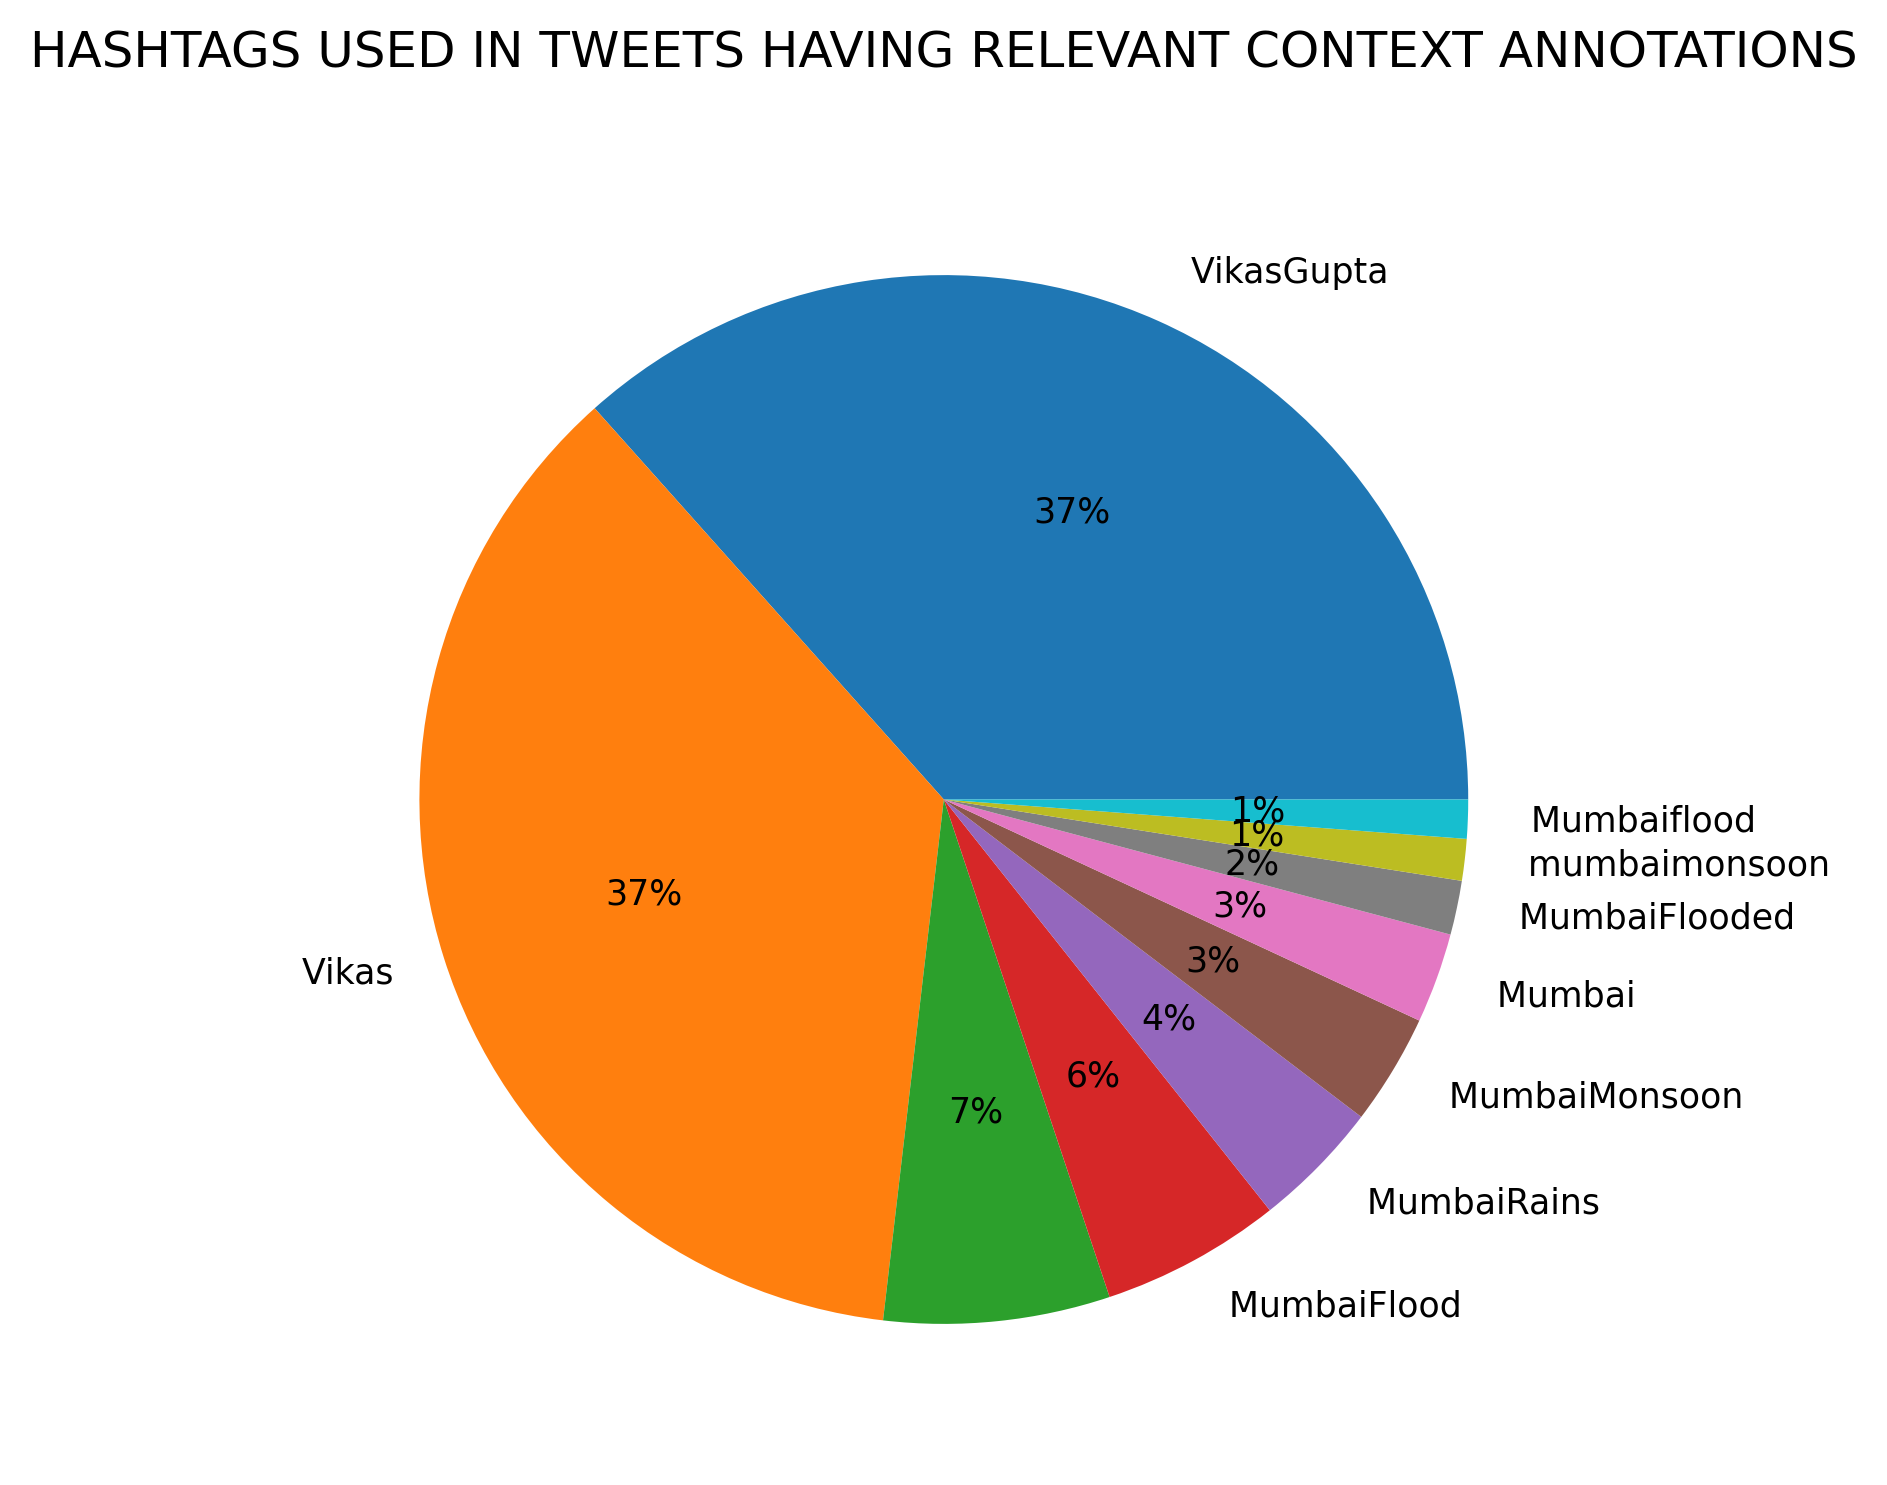 HASHTAGS USED IN TWEETS HAVING RELEVANT CONTEXT ANNOTATIONS
VikasGupta
37%
Vikas
37%
7%
MumbaiFlood
6%
MumbaiRains
4%
MumbaiMonsoon
3%
Mumbai
3%
MumbaiFlooded
2%
mumbaimonsoon
1%
Mumbaiflood
1%